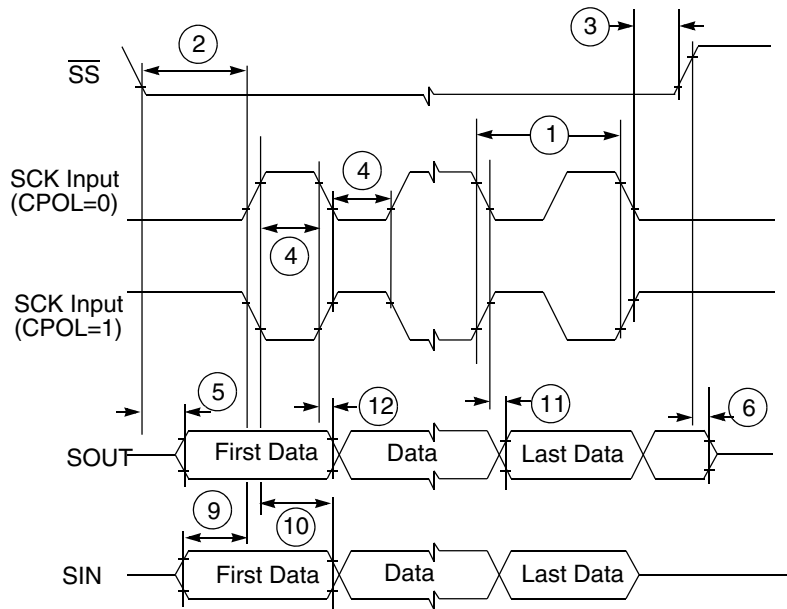 2
3
SS
1
SCK Input
(CPOL=0)
4
4
SCK Input
(CPOL=1)
5
12
11
6
SOUT
First Data
Data
Last Data
9
10
SIN
First Data
Data
Last Data